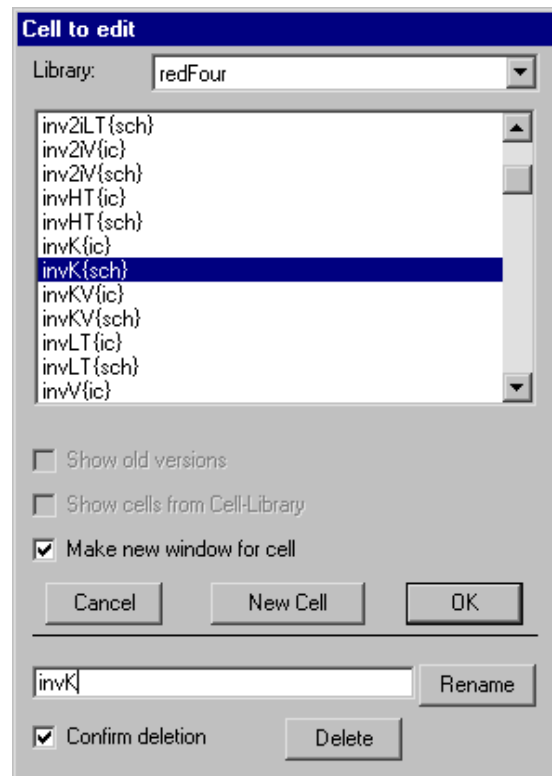 Cell to edit
Library: redFour
inv2iLT{sch}
inv2iV{ic}
inv2iV{sch}
invHT{ic}
invHT{sch}
invK{ic}
invK{sch}
invKV{ic}
invKV{sch}
invLT{ic}
invLT{sch}
invV{ic}
Show old versions
Show cells from Cell-Library
Make new window for cell
Cancel New Cell OK
invK Rename
Confirm deletion Delete